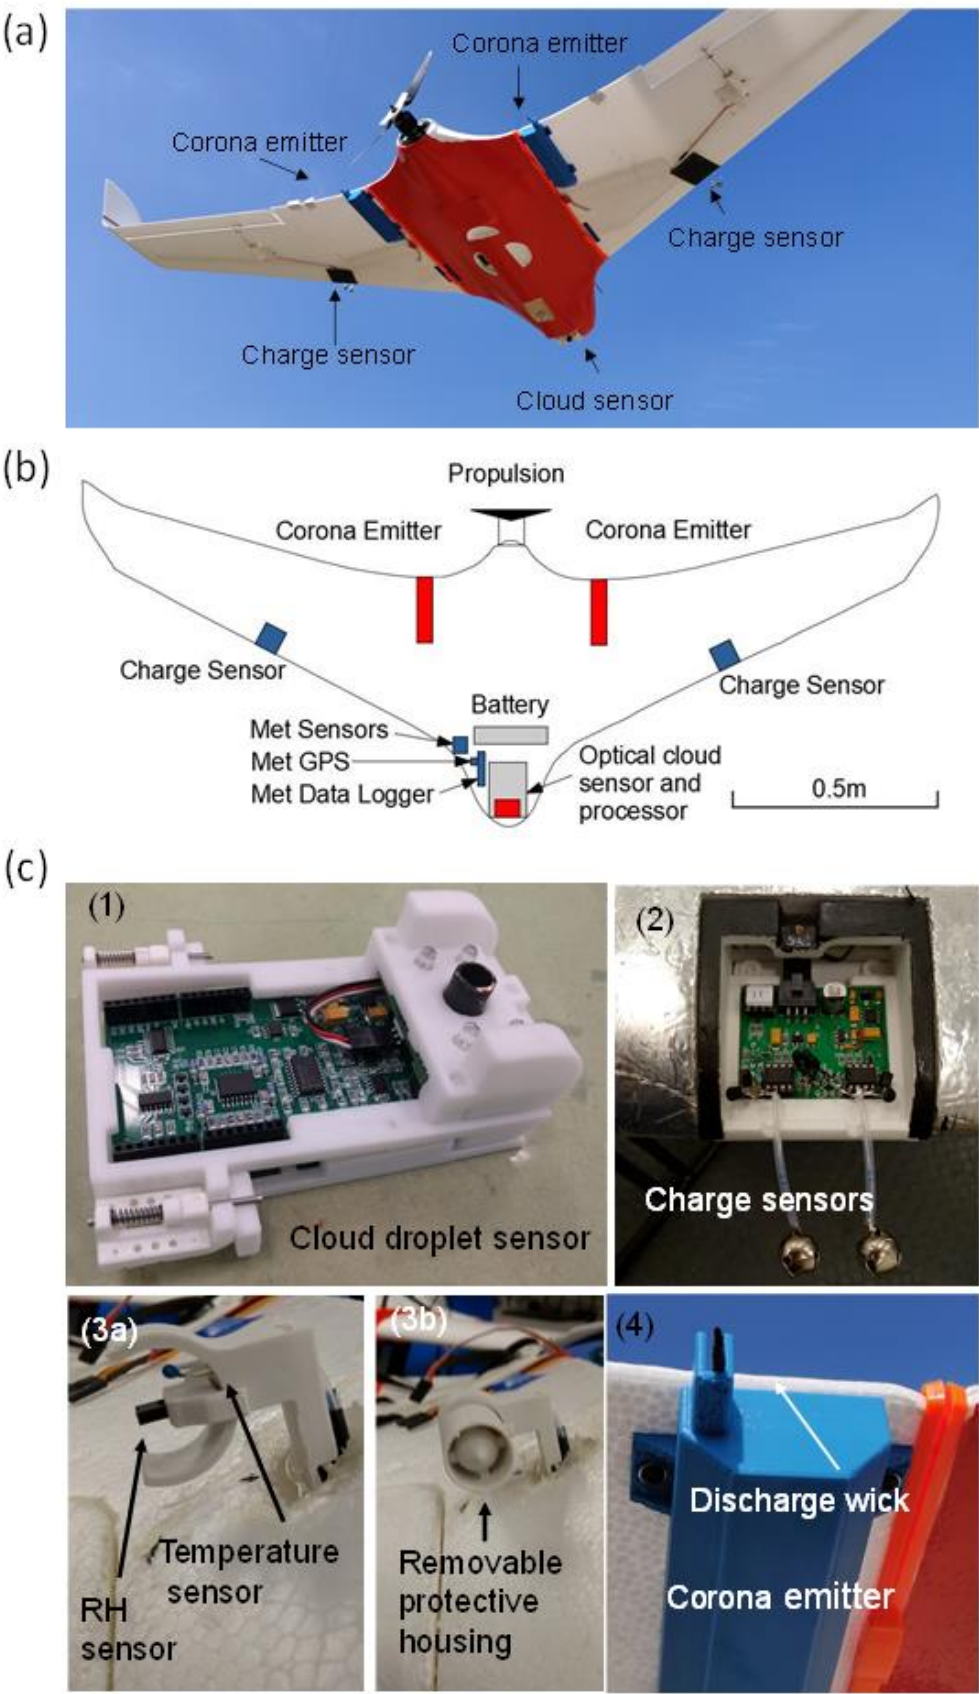 (a)
Corona emitter
Corona emitter
Charge sensor
Charge sensor
Cloud sensor
(b)
Propulsion
Corona Emitter
Corona Emitter
Charge Sensor
Charge Sensor
Battery
Met Sensors
Met GPS
Met Data Logger
Optical cloud
sensor and
processor
0.5m
(c)
(1)
Cloud droplet sensor
(2)
Charge sensors
(3a)
Temperature
sensor
RH
sensor
(3b)
Removable
protective
housing
(4)
Discharge wick
Corona emitter